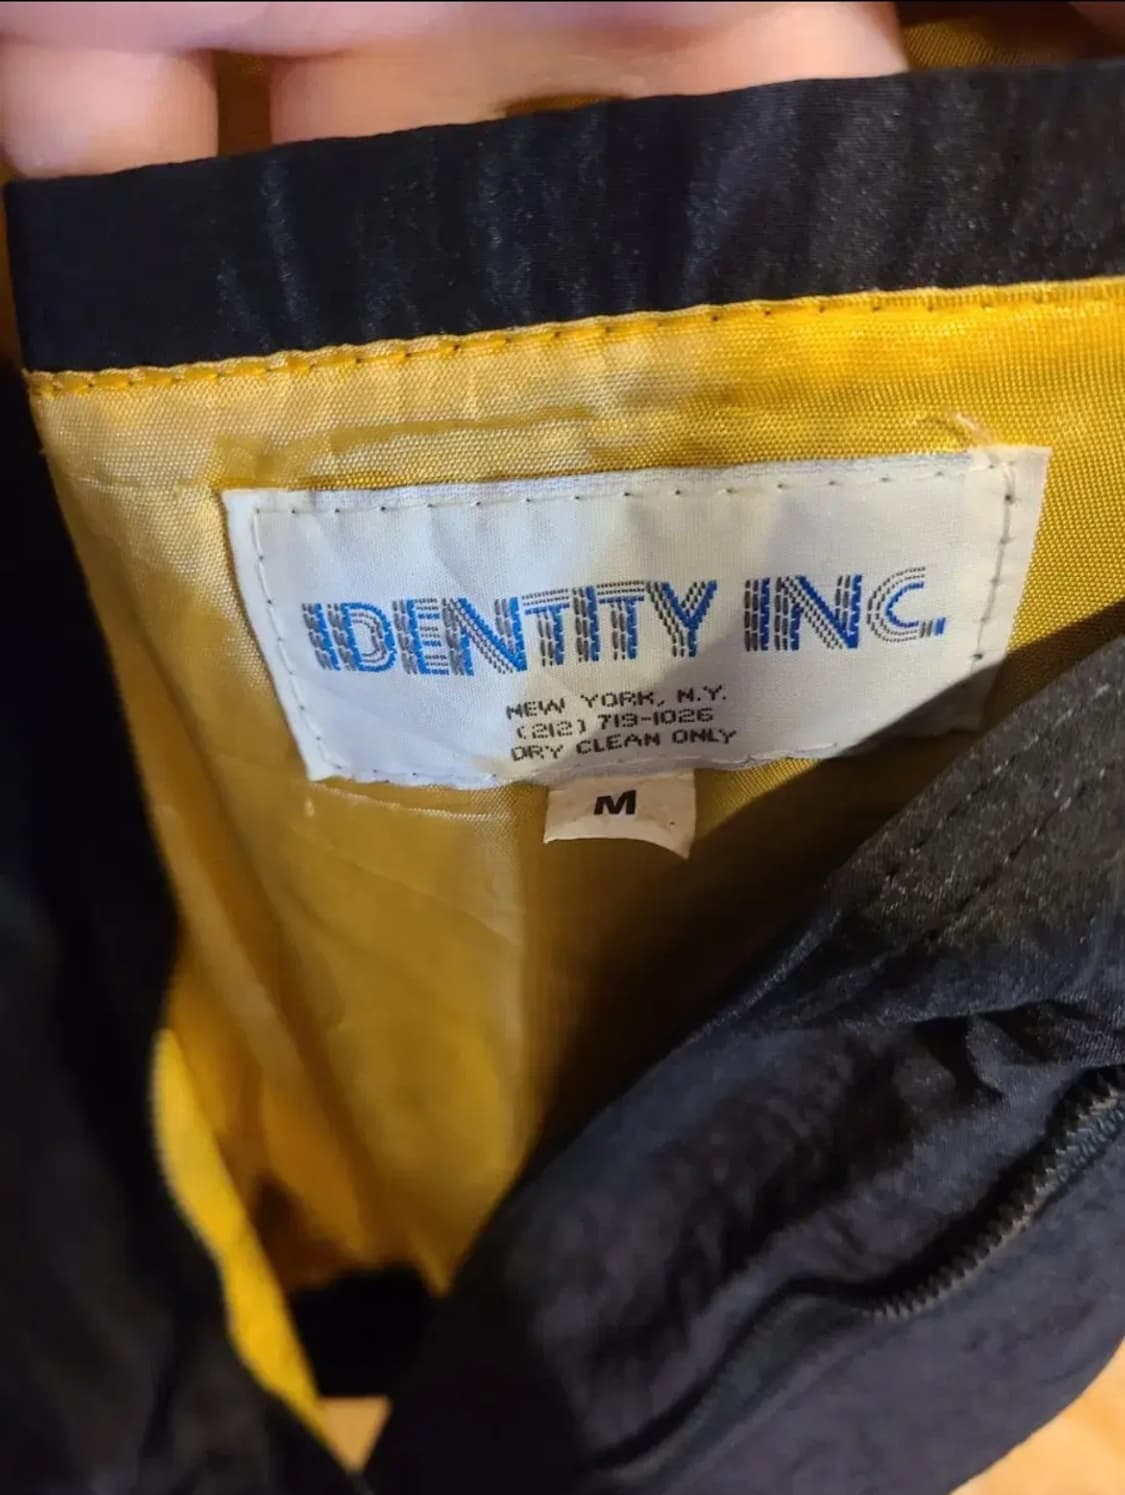 IDENTITY INC.
NEW YORK, N.Y.
(212) 719-1026
DRY CLEAN ONLY
M